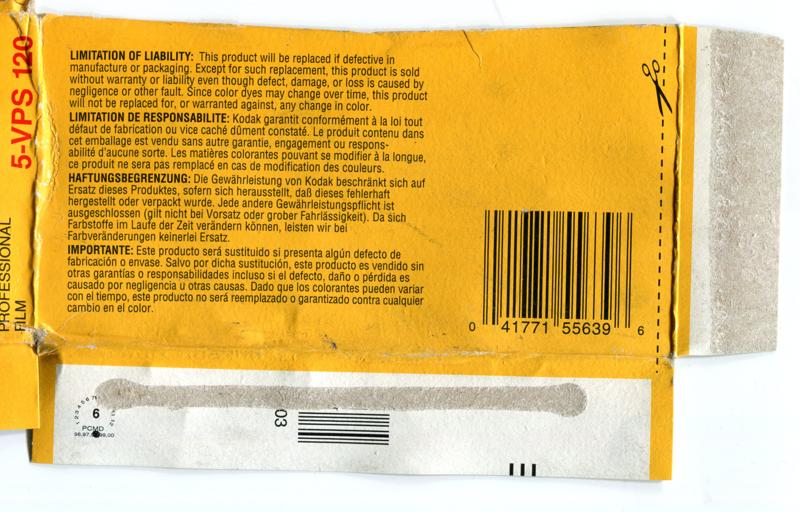 5-VPS 120
PROFESSIONAL
FILM
LIMITATION OF LIABILITY: This product will be replaced if defective in
manufacture or packaging. Except for such replacement, this product is sold
without warranty or liability even though defect, damage, or loss is caused by
negligence or other fault. Since color dyes may change over time, this product
will not be replaced for, or warranted against, any change in color.
LIMITATION DE RESPONSABILITE: Kodak garantit conformément à la loi tout
défaut de fabrication ou vice caché dûment constaté. Le produit contenu dans
cet emballage est vendu sans autre garantie, engagement ou respons-
abilité d'aucune sorte. Les matières colorantes pouvant se modifier à la longue,
ce produit ne sera pas remplacé en cas de modification des couleurs.
HAFTUNGSBEGRENZUNG: Die Gewährleistung von Kodak beschränkt sich auf
Ersatz dieses Produktes, sofern sich herausstellt, daß dieses fehlerhaft
hergestellt oder verpackt wurde. Jede andere Gewährleistungspflicht ist
ausgeschlossen (gilt nicht bei Vorsatz oder grober Fahrlässigkeit). Da sich
Farbstoffe im Laufe der Zeit verändern können, leisten wir bei
Farbveränderungen keinerlei Ersatz.
IMPORTANTE: Este producto será sustituido si presenta algún defecto de
fabricación o envase. Salvo por dicha sustitución, este producto es vendido sin
otras garantías o responsabilidades incluso si el defecto, daño o pérdida es
causado por negligencia u otras causas. Dado que los colorantes pueden variar
con el tiempo, este producto no será reemplazado o garantizado contra cualquier
cambio en el color.
0 41771 55639 6
6
PCMD
03